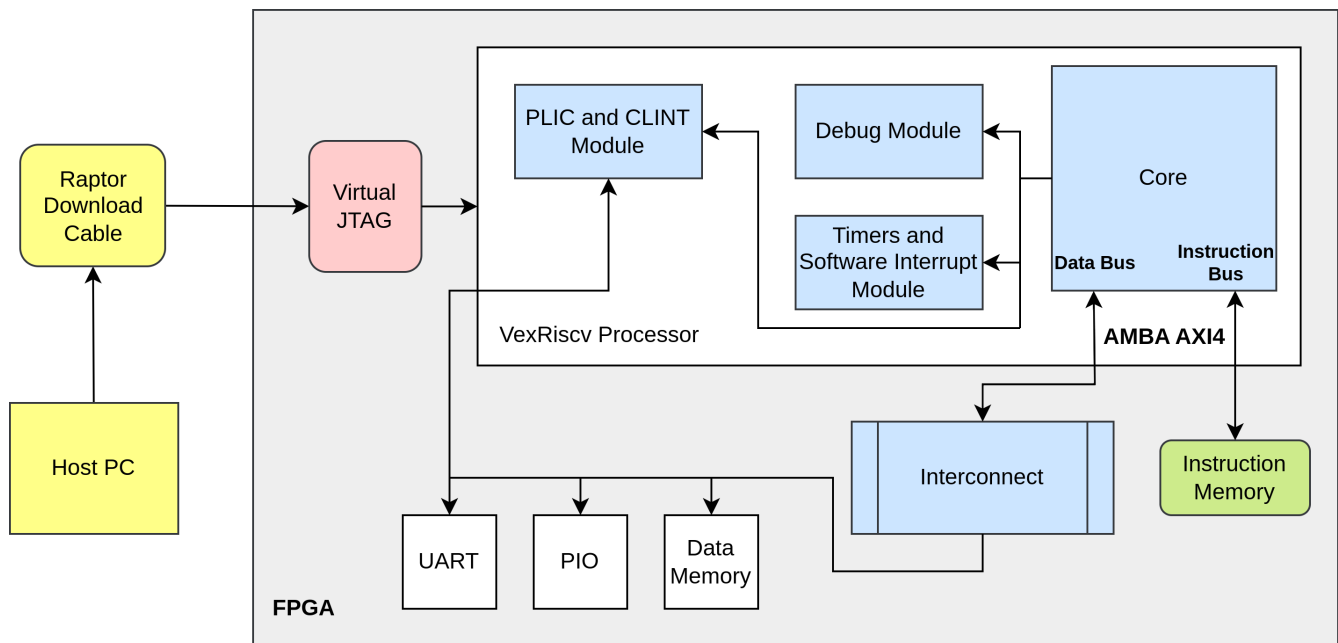 Raptor
Download
Cable
Host PC
Virtual
JTAG
PLIC and CLINT
Module
Debug Module
Timers and
Software Interrupt
Module
Core
Data Bus
Instruction
Bus
VexRiscv Processor
AMBA AXI4
Interconnect
Instruction
Memory
UART
PIO
Data
Memory
FPGA